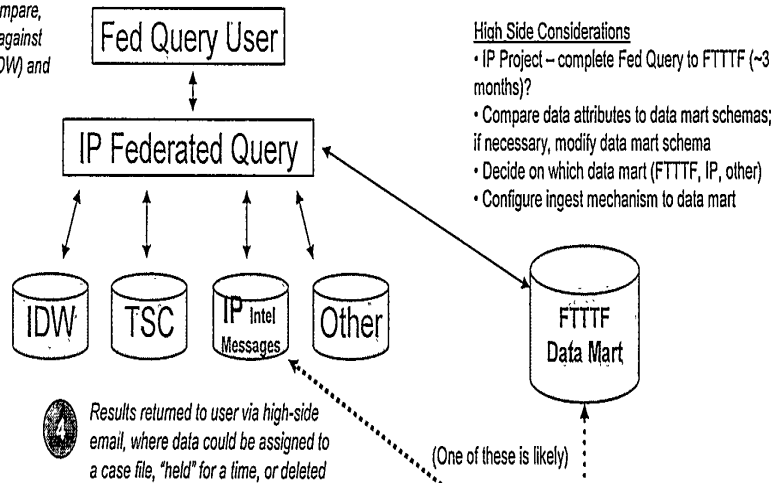 mpare,
against
DW) and
Fed Query User
IP Federated Query
High Side Considerations
• IP Project – complete Fed Query to FTTTF (~3
months)?
• Compare data attributes to data mart schemas;
if necessary, modify data mart schema
• Decide on which data mart (FTTTF, IP, other)
• Configure ingest mechanism to data mart
IDW
TSC
IP Intel
Messages
Other
FTTTF
Data Mart
4
Results returned to user via high-side
email, where data could be assigned to
a case file, "held" for a time, or deleted
(One of these is likely)